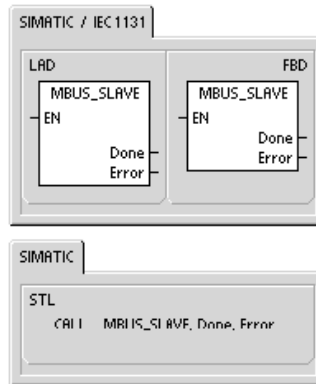 SIMATIC / IEC1131
LAD
FBD
MBUS_SLAVE
MBUS_SLAVE
EN
EN
Done
Done
Error
Error
SIMATIC
STL
CALL MBUS_SLAVE, Done, Error